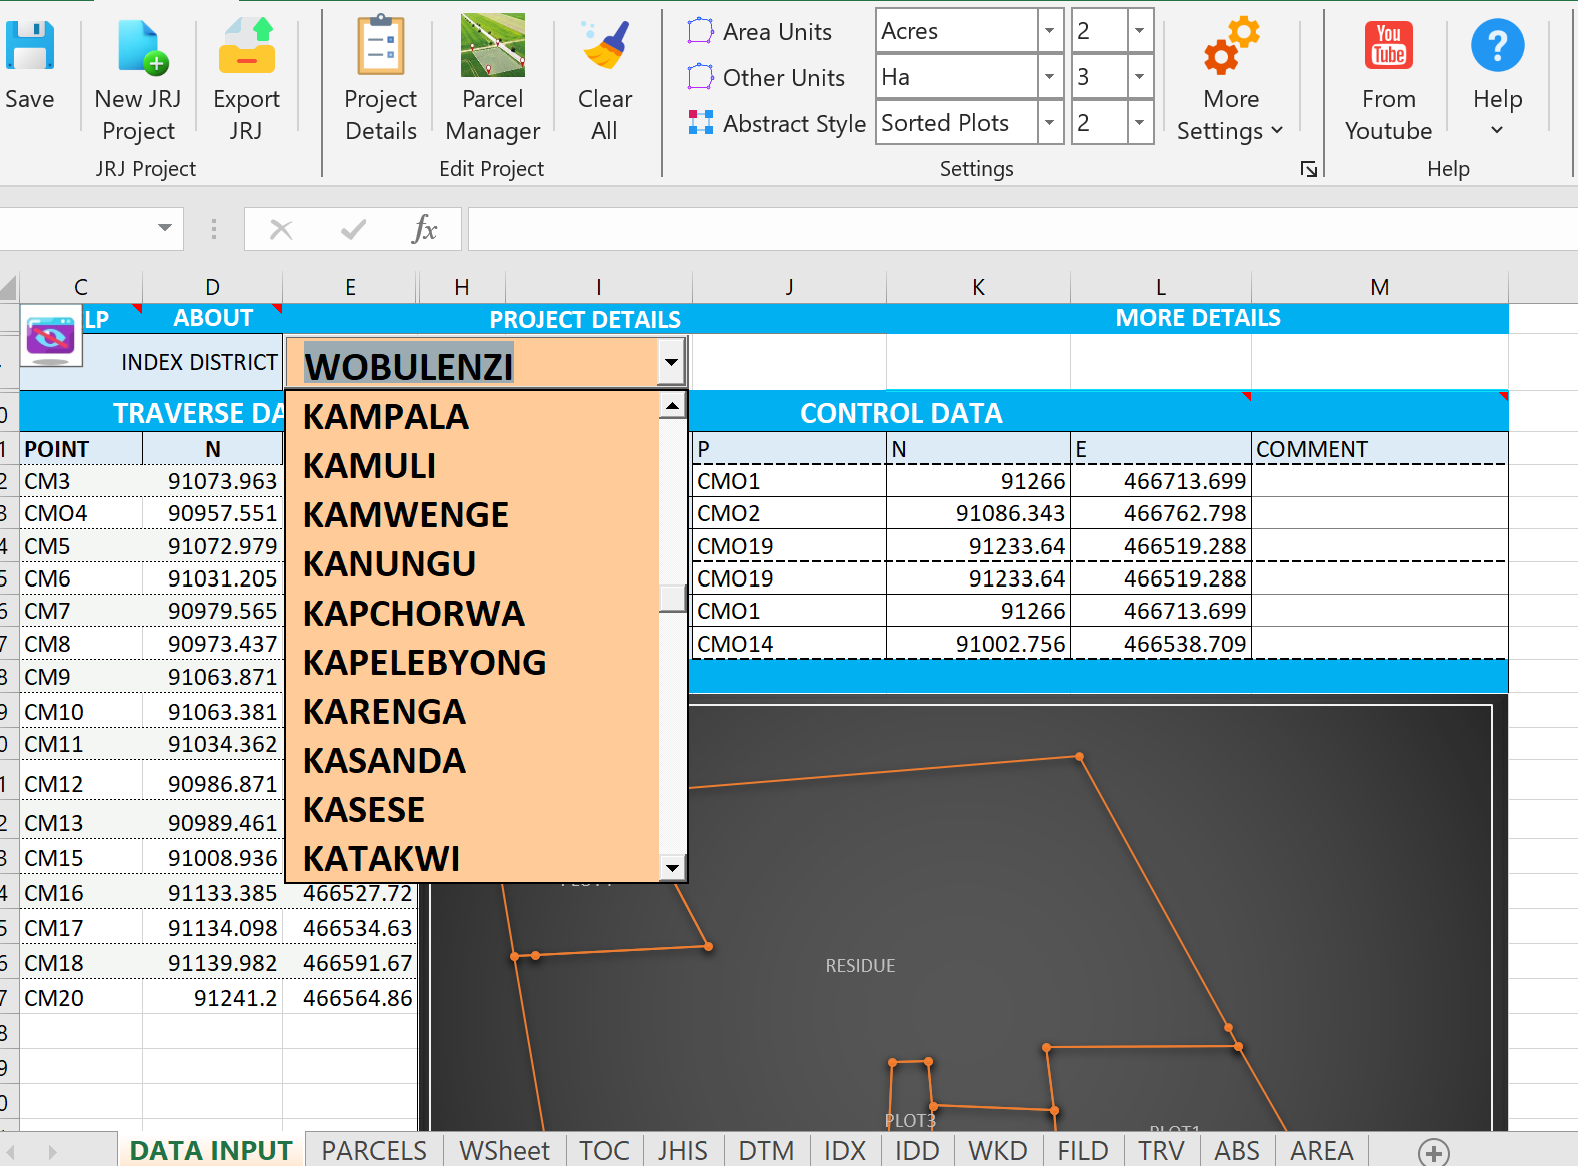 Save
New JRJ
Project
Export
JRJ
JRJ Project
Project
Details
Parcel
Manager
Clear
All
Edit Project
Area Units
Acres
2
Other Units
Ha
3
Abstract Style
Sorted Plots
2
More
Settings
Settings
You
Tube
From
Youtube
?
Help
Help
fx
C D E H I J K L M
LP ABOUT PROJECT DETAILS MORE DETAILS
INDEX DISTRICT WOBULENZI
KAMPALA
KAMULI
KAMWENGE
KANUNGU
KAPCHORWA
KAPELEBYONG
KARENGA
KASANDA
KASESE
KATAKWI
TRAVERSE DA
POINT N
CM3 91073.963
CMO4 90957.551
CM5 91072.979
CM6 91031.205
CM7 90979.565
CM8 90973.437
CM9 91063.871
CM10 91063.381
CM11 91034.362
CM12 90986.871
CM13 90989.461
CM15 91008.936
CM16 91133.385 466527.72
CM17 91134.098 466534.63
CM18 91139.982 466591.67
CM20 91241.2 466564.86
CONTROL DATA
P N E COMMENT
CMO1 91266 466713.699
CMO2 91086.343 466762.798
CMO19 91233.64 466519.288
CMO19 91233.64 466519.288
CMO1 91266 466713.699
CMO14 91002.756 466538.709
RESIDUE
PLOT3
PLOT1
DATA INPUT PARCELS WSheet TOC JHIS DTM IDX IDD WKD FILD TRV ABS AREA